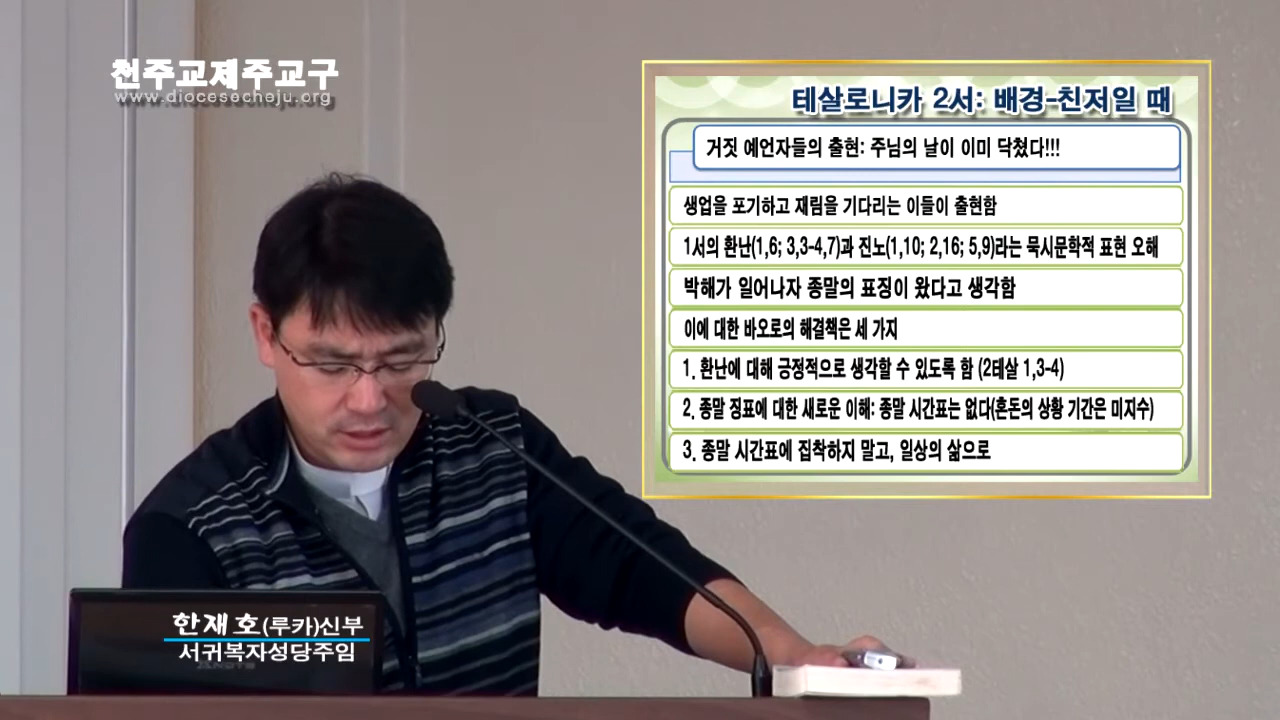 천주교제주교구
www.diocesecheju.org
테살로니카 2서: 배경-친저일 때
거짓 예언자들의 출현: 주님의 날이 이미 닥쳤다!!!
생업을 포기하고 재림을 기다리는 이들이 출현함
1서의 환난(1,6; 3,3-4,7)과 진노(1,10; 2,16; 5,9)라는 묵시문학적 표현 오해
박해가 일어나자 종말의 표징이 왔다고 생각함
이에 대한 바오로의 해결책은 세 가지
1. 환난에 대해 긍정적으로 생각할 수 있도록 함 (2테살 1,3-4)
2. 종말 징표에 대한 새로운 이해: 종말 시간표는 없다(혼돈의 상황 기간은 미지수)
3. 종말 시간표에 집착하지 말고, 일상의 삶으로
한재호(루카)신부
서귀복자성당주임